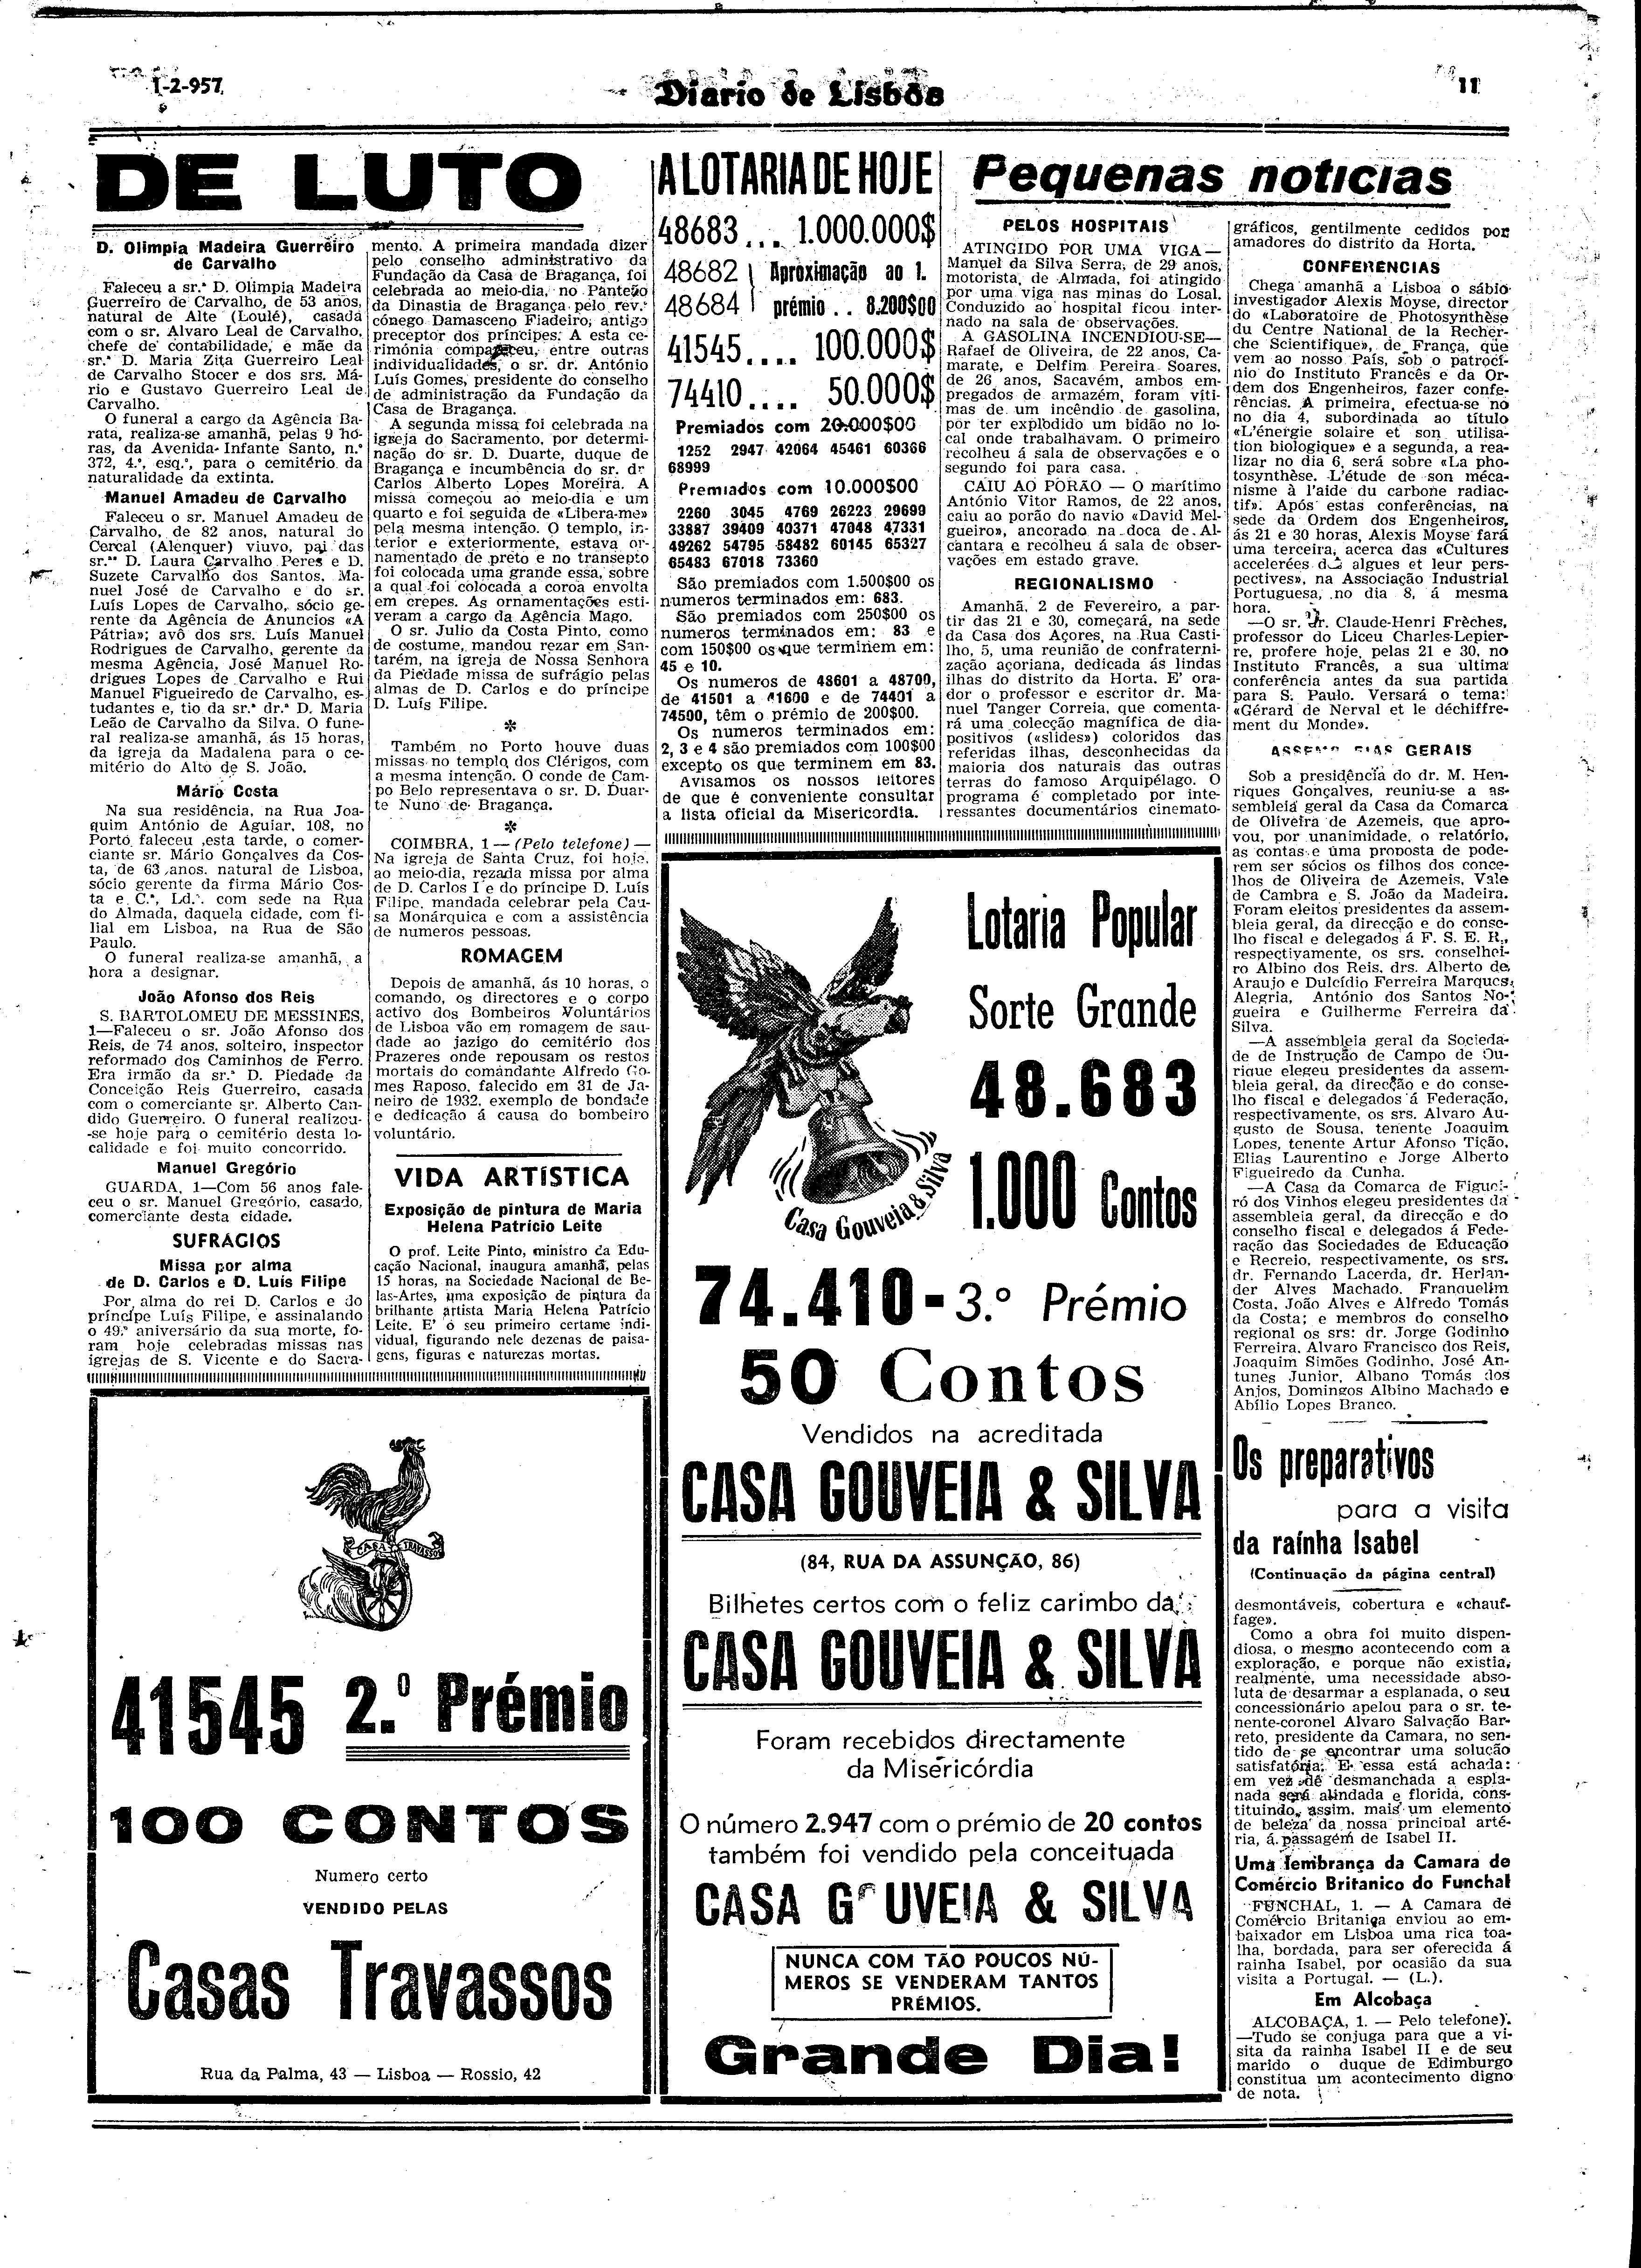 1-2-957
Diario de Lisbôa
11
DE LUTO
D. Olimpia Madeira Guerreiro
de Carvalho
Faleceu a sr.ª D. Olimpia Madeira
Guerreiro de Carvalho, de 53 anos,
natural de Alte (Loulé), casada
com o sr. Alvaro Leal de Carvalho,
chefe de contabilidade, e mãe da
sr.ª D. Maria Zita Guerreiro Leal
de Carvalho Stocer e dos srs. Má-
rio e Gustavo Guerreiro Leal de
Carvalho.
O funeral a cargo da Agência Ba-
rata, realiza-se amanhã, pelas 9 ho-
ras, da Avenida Infante Santo, n.º
372, 4.º, esq.º, para o cemitério da
naturalidade da extinta.
Manuel Amadeu de Carvalho
Faleceu o sr. Manuel Amadeu de
Carvalho, de 82 anos, natural do
Cercal (Alenquer) viuvo, pai das
sr.ªˢ D. Laura Carvalho Peres e D.
Suzete Carvalho dos Santos, Ma-
nuel José de Carvalho e do sr.
Luís Lopes de Carvalho, sócio ge-
rente da Agência de Anuncios «A
Pátria»; avô dos srs. Luís Manuel
Rodrigues de Carvalho, gerente da
mesma Agência, José Manuel Ro-
drigues Lopes de Carvalho e Rui
Manuel Figueiredo de Carvalho, es-
tudantes e, tio da sr.ª dr.ª D. Maria
Leão de Carvalho da Silva. O fune-
ral realiza-se amanhã, ás 15 horas,
da igreja da Madalena para o ce-
mitério do Alto de S. João.
Mário Costa
Na sua residência, na Rua Joa-
quim António de Aguiar, 108, no
Porto faleceu esta tarde, o comer-
ciante sr. Mário Gonçalves da Cos-
ta, de 63 anos. natural de Lisboa,
sócio gerente da firma Mário Cos-
ta e C.ª, Ld.ª. com sede na Rua
do Almada, daquela cidade, com fi-
lial em Lisboa, na Rua de São
Paulo.
O funeral realiza-se amanhã, a
hora a designar.
João Afonso dos Reis
S. BARTOLOMEU DE MESSINES,
1—Faleceu o sr. João Afonso dos
Reis, de 74 anos, solteiro, inspector
reformado dos Caminhos de Ferro.
Era irmão da sr.ª D. Piedade da
Conceição Reis Guerreiro, casada
com o comerciante sr. Alberto Can-
dido Guerreiro. O funeral realizou-
-se hoje para o cemitério desta lo-
calidade e foi muito concorrido.
Manuel Gregório
GUARDA, 1—Com 56 anos fale-
ceu o sr. Manuel Gregório, casado,
comerciante desta cidade.
SUFRAGIOS
Missa por alma
de D. Carlos e D. Luís Filipe
Por alma do rei D. Carlos e do
príncipe Luís Filipe, e assinalando
o 49.º aniversário da sua morte, fo-
ram hoje celebradas missas nas
igrejas de S. Vicente e do Sacra-
mento. A primeira mandada dizer
pelo conselho administrativo da
Fundação da Casa de Bragança, foi
celebrada ao meio-dia, no Panteão
da Dinastia de Bragança pelo rev.º
cónego Damasceno Fiadeiro, antigo
preceptor dos príncipes. A esta ce-
rimónia compareceu, entre outras
individualidades, o sr. dr. António
Luís Gomes, presidente do conselho
de administração da Fundação da
Casa de Bragança.
A segunda missa foi celebrada na
igreja do Sacramento, por determi-
nação do sr. D. Duarte, duque de
Bragança e incumbência do sr. dr
Carlos Alberto Lopes Moreira. A
missa começou ao meio-dia e um
quarto e foi seguida de «Libera-me»
pela mesma intenção. O templo, in-
terior e exteriormente, estava or-
namentado de preto e no transepto
foi colocada uma grande essa, sobre
a qual foi colocada a coroa envolta
em crepes. As ornamentações esti-
veram a cargo da Agência Mago.
O sr. Julio da Costa Pinto, como
de costume, mandou rezar em San-
tarém, na igreja de Nossa Senhora
da Piedade missa de sufrágio pelas
almas de D. Carlos e do príncipe
D. Luís Filipe.
*
Também no Porto houve duas
missas no templo dos Clérigos, com
a mesma intenção. O conde de Cam-
po Belo representava o sr. D. Duar-
te Nuno de Bragança.
*
COIMBRA, 1 — (Pelo telefone) —
Na igreja de Santa Cruz, foi hoje,
ao meio-dia, rezada missa por alma
de D. Carlos I e do príncipe D. Luís
Filipe, mandada celebrar pela Cau-
sa Monárquica e com a assistência
de numeros pessoas.
ROMAGEM
Depois de amanhã, ás 10 horas, o
comando, os directores e o corpo
activo dos Bombeiros Voluntários
de Lisboa vão em romagem de sau-
dade ao jazigo do cemitério dos
Prazeres onde repousam os restos
mortais do comandante Alfredo Go-
mes Raposo, falecido em 31 de Ja-
neiro de 1932, exemplo de bondade
e dedicação á causa do bombeiro
voluntário.
VIDA ARTISTICA
Exposição de pintura de Maria
Helena Patrício Leite
O prof. Leite Pinto, ministro da Edu-
cação Nacional, inaugura amanhã, pelas
15 horas, na Sociedade Nacional de Be-
las-Artes, uma exposição de pintura da
brilhante artista Maria Helena Patrício
Leite. E' o seu primeiro certame indi-
vidual, figurando nele dezenas de paisa-
gens, figuras e naturezas mortas.
A LOTARIA DE HOJE
48683... 1.000.000$
48682 Aproximação ao 1.
48684 prémio .. 8.200$00
41545.... 100.000$
74410.... 50.000$
Premiados com 20.000$00
1252 2947 42064 45461 60366
68999
Premiados com 10.000$00
2260 3045 4769 26223 29699
33887 39409 40371 47048 47331
49262 54795 58482 60145 65327
65483 67018 73360
São premiados com 1.500$00 os
numeros terminados em: 683.
São premiados com 250$00 os
numeros terminados em: 83 e
com 150$00 os que terminem em:
45 e 10.
Os numeros de 48601 a 48700,
de 41501 a 41600 e de 74401 a
74500, têm o prémio de 200$00.
Os numeros terminados em:
2, 3 e 4 são premiados com 100$00
excepto os que terminem em 83.
Avisamos os nossos leitores
de que é conveniente consultar
a lista oficial da Misericordia.
Pequenas noticias
PELOS HOSPITAIS
ATINGIDO POR UMA VIGA —
Manuel da Silva Serra, de 29 anos,
motorista, de Almada, foi atingido
por uma viga nas minas do Losal.
Conduzido ao hospital ficou inter-
nado na sala de observações.
A GASOLINA INCENDIOU-SE—
Rafael de Oliveira, de 22 anos, Ca-
marate, e Delfim Pereira Soares,
de 26 anos, Sacavém, ambos em-
pregados de armazém, foram víti-
mas de um incêndio de gasolina,
por ter explodido um bidão no lo-
cal onde trabalhavam. O primeiro
recolheu á sala de observações e o
segundo foi para casa.
CAIU AO PORÃO — O marítimo
António Vitor Ramos, de 22 anos,
caiu ao porão do navio «David Mel-
gueiro», ancorado na doca de Al-
cântara e recolheu á sala de obser-
vações em estado grave.
REGIONALISMO
Amanhã, 2 de Fevereiro, a par-
tir das 21 e 30, começará, na sede
da Casa dos Açores, na Rua Casti-
lho, 5, uma reunião de confraterni-
zação açoriana, dedicada ás lindas
ilhas do distrito da Horta. E' ora-
dor o professor e escritor dr. Ma-
nuel Tanger Correia, que comenta-
rá uma colecção magnífica de dia-
positivos («slides») coloridos das
referidas ilhas, desconhecidas da
maioria dos naturais das outras
terras do famoso Arquipélago. O
programa é completado por inte-
ressantes documentários cinemato-
gráficos, gentilmente cedidos por
amadores do distrito da Horta.
CONFERENCIAS
Chega amanhã a Lisboa o sábio
investigador Alexis Moyse, director
do «Laboratoire de Photosynthèse
du Centre National de la Recher-
che Scientifique», de França, que
vem ao nosso País, sob o patrocí-
nio do Instituto Francês e da Or-
dem dos Engenheiros, fazer confe-
rências. A primeira, efectua-se no
no dia 4, subordinada ao título
«L'énergie solaire et son utilisa-
tion biologique» e a segunda, a rea-
lizar no dia 6, será sobre «La pho-
tosynthèse. L'étude de son méca-
nisme à l'aide du carbone radiac-
tif». Após estas conferências, na
sede da Ordem dos Engenheiros,
ás 21 e 30 horas, Alexis Moyse fará
uma terceira, acerca das «Cultures
accelerées des algues et leur pers-
pectives», na Associação Industrial
Portuguesa, no dia 8, á mesma
hora.
—O sr. dr. Claude-Henri Frèches,
professor do Liceu Charles-Lepier-
re, profere hoje, pelas 21 e 30, no
Instituto Francês, a sua ultima
conferência antes da sua partida
para S. Paulo. Versará o tema:
«Gérard de Nerval et le déchiffre-
ment du Monde».
GERAIS
Sob a presidência do dr. M. Hen-
riques Gonçalves, reuniu-se a as-
sembleia geral da Casa da Comarca
de Oliveira de Azemeis, que apro-
vou, por unanimidade, o relatório,
as contas e uma proposta de pode-
rem ser sócios os filhos dos conce-
lhos de Oliveira de Azemeis, Vale
de Cambra e S. João da Madeira.
Foram eleitos presidentes da assem-
bleia geral, da direcção e do conse-
lho fiscal e delegados á F. S. E. R.,
respectivamente, os srs. conselhei-
ro Albino dos Reis, drs. Alberto de
Araujo e Dulcídio Ferreira Marques,
Alegria, António dos Santos No-
gueira e Guilherme Ferreira da
Silva.
—A assembleia geral da Socieda-
de de Instrução de Campo de Ou-
rique elegeu presidentes da assem-
bleia geral, da direcção e do conse-
lho fiscal e delegados á Federação,
respectivamente, os srs. Alvaro Au-
gusto de Sousa, tenente Joaquim
Lopes, tenente Artur Afonso Tição,
Elias Laurentino e Jorge Alberto
Figueiredo da Cunha.
—A Casa da Comarca de Figuei-
ró dos Vinhos elegeu presidentes da
assembleia geral, da direcção e do
conselho fiscal e delegados á Fede-
ração das Sociedades de Educação
e Recreio, respectivamente, os srs.
dr. Fernando Lacerda, dr. Herlan-
der Alves Machado, Franquelim
Costa, João Alves e Alfredo Tomás
da Costa; e membros do conselho
regional os srs: dr. Jorge Godinho
Ferreira, Alvaro Francisco dos Reis,
Joaquim Simões Godinho, José An-
tunes Junior, Albano Tomás dos
Anjos, Domingos Albino Machado e
Abílio Lopes Branco.
Os preparativos
para a visita
da raínha Isabel
(Continuação da página central)
desmontáveis, cobertura e «chauf-
fage».
Como a obra foi muito dispen-
diosa, o mesmo acontecendo com a
exploração, e porque não existia,
realmente, uma necessidade abso-
luta de desarmar a esplanada, o seu
concessionário apelou para o sr. te-
nente-coronel Alvaro Salvação Bar-
reto, presidente da Camara, no sen-
tido de se encontrar uma solução
satisfatória. E essa está achada:
em vez de desmanchada a espla-
nada será alindada e florida, cons-
tituindo, assim, mais um elemento
de beleza da nossa principal arté-
ria, á passagem de Isabel II.
Uma lembrança da Camara de
Comércio Britanico do Funchal
FUNCHAL, 1. — A Camara de
Comércio Britaniça enviou ao em-
baixador em Lisboa uma rica toa-
lha, bordada, para ser oferecida á
rainha Isabel, por ocasião da sua
visita a Portugal. — (L.).
Em Alcobaça
ALCOBAÇA, 1. — Pelo telefone).
—Tudo se conjuga para que a vi-
sita da rainha Isabel II e de seu
marido o duque de Edimburgo
constitua um acontecimento digno
de nota.
CASA TRAVASSOS
41545 2.º Prémio
100 CONTOS
Numero certo
VENDIDO PELAS
Casas Travassos
Rua da Palma, 43 — Lisboa — Rossio, 42
Lotaria Popular
Sorte Grande
48.683
1.000 Contos
Casa Gouveia & Silva
74.410 - 3.º Prémio
50 Contos
Vendidos na acreditada
CASA GOUVEIA & SILVA
(84, RUA DA ASSUNÇÃO, 86)
Bilhetes certos com o feliz carimbo da
CASA GOUVEIA & SILVA
Foram recebidos directamente
da Misericórdia
O número 2.947 com o prémio de 20 contos
também foi vendido pela conceituada
CASA GOUVEIA & SILVA
NUNCA COM TÃO POUCOS NÚ-
MEROS SE VENDERAM TANTOS
PRÉMIOS.
Grande Dia!